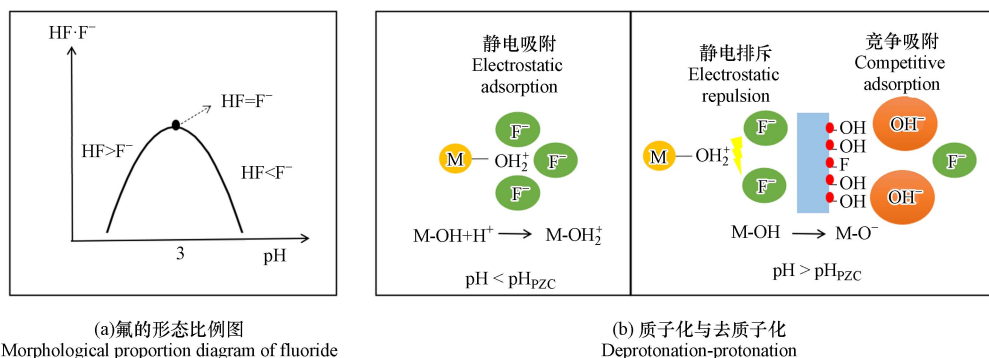 HF·F⁻
HF=F⁻
HF>F⁻
HF<F⁻
3
pH
(a)氟的形态比例图
Morphological proportion diagram of fluoride
静电吸附
Electrostatic
adsorption
F⁻
M
OH₂⁺
F⁻
F⁻
M-OH+H⁺ → M-OH₂⁺
pH < pH_PZC
静电排斥
Electrostatic
repulsion
竞争吸附
Competitive
adsorption
F⁻
M
OH₂⁺
F⁻
OH
OH
F
OH
OH
OH⁻
F⁻
OH⁻
M-OH → M-O⁻
pH > pH_PZC
(b) 质子化与去质子化
Deprotonation-protonation